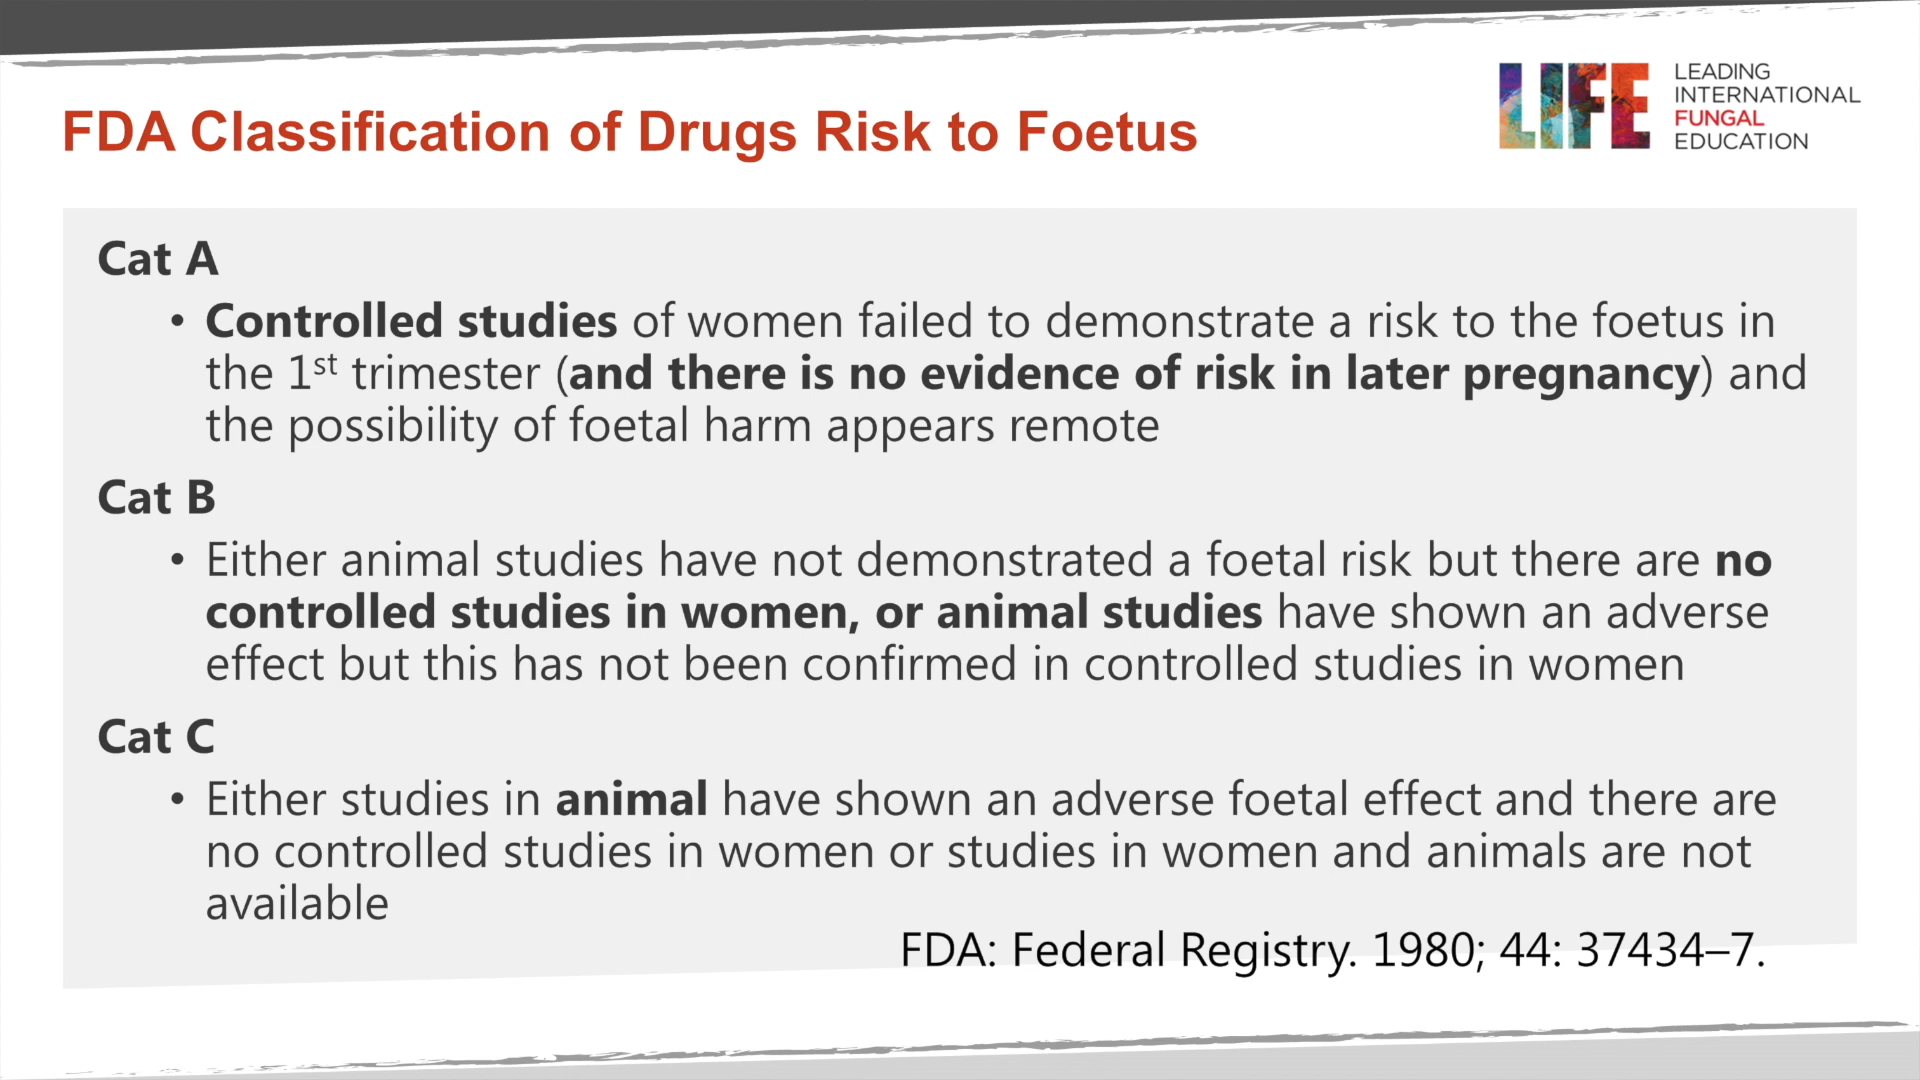 LIFE
LEADING
INTERNATIONAL
FUNGAL
EDUCATION
FDA Classification of Drugs Risk to Foetus
Cat A
• Controlled studies of women failed to demonstrate a risk to the foetus in
the 1st trimester (and there is no evidence of risk in later pregnancy) and
the possibility of foetal harm appears remote
Cat B
• Either animal studies have not demonstrated a foetal risk but there are no
controlled studies in women, or animal studies have shown an adverse
effect but this has not been confirmed in controlled studies in women
Cat C
• Either studies in animal have shown an adverse foetal effect and there are
no controlled studies in women or studies in women and animals are not
available
FDA: Federal Registry. 1980; 44: 37434–7.